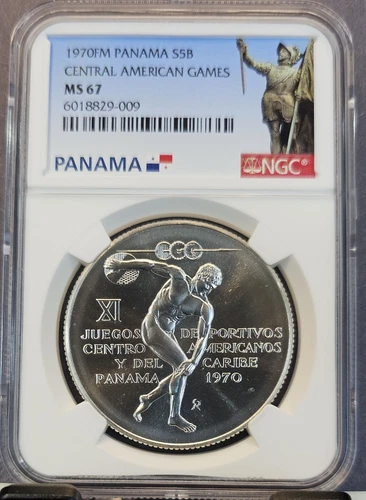 1970FM PANAMA S5B
CENTRAL AMERICAN GAMES
MS 67
6018829-009
PANAMA
NGC®
XI
JUEGOS DEPORTIVOS
CENTRO AMERICANOS
Y DEL CARIBE
PANAMA 1970